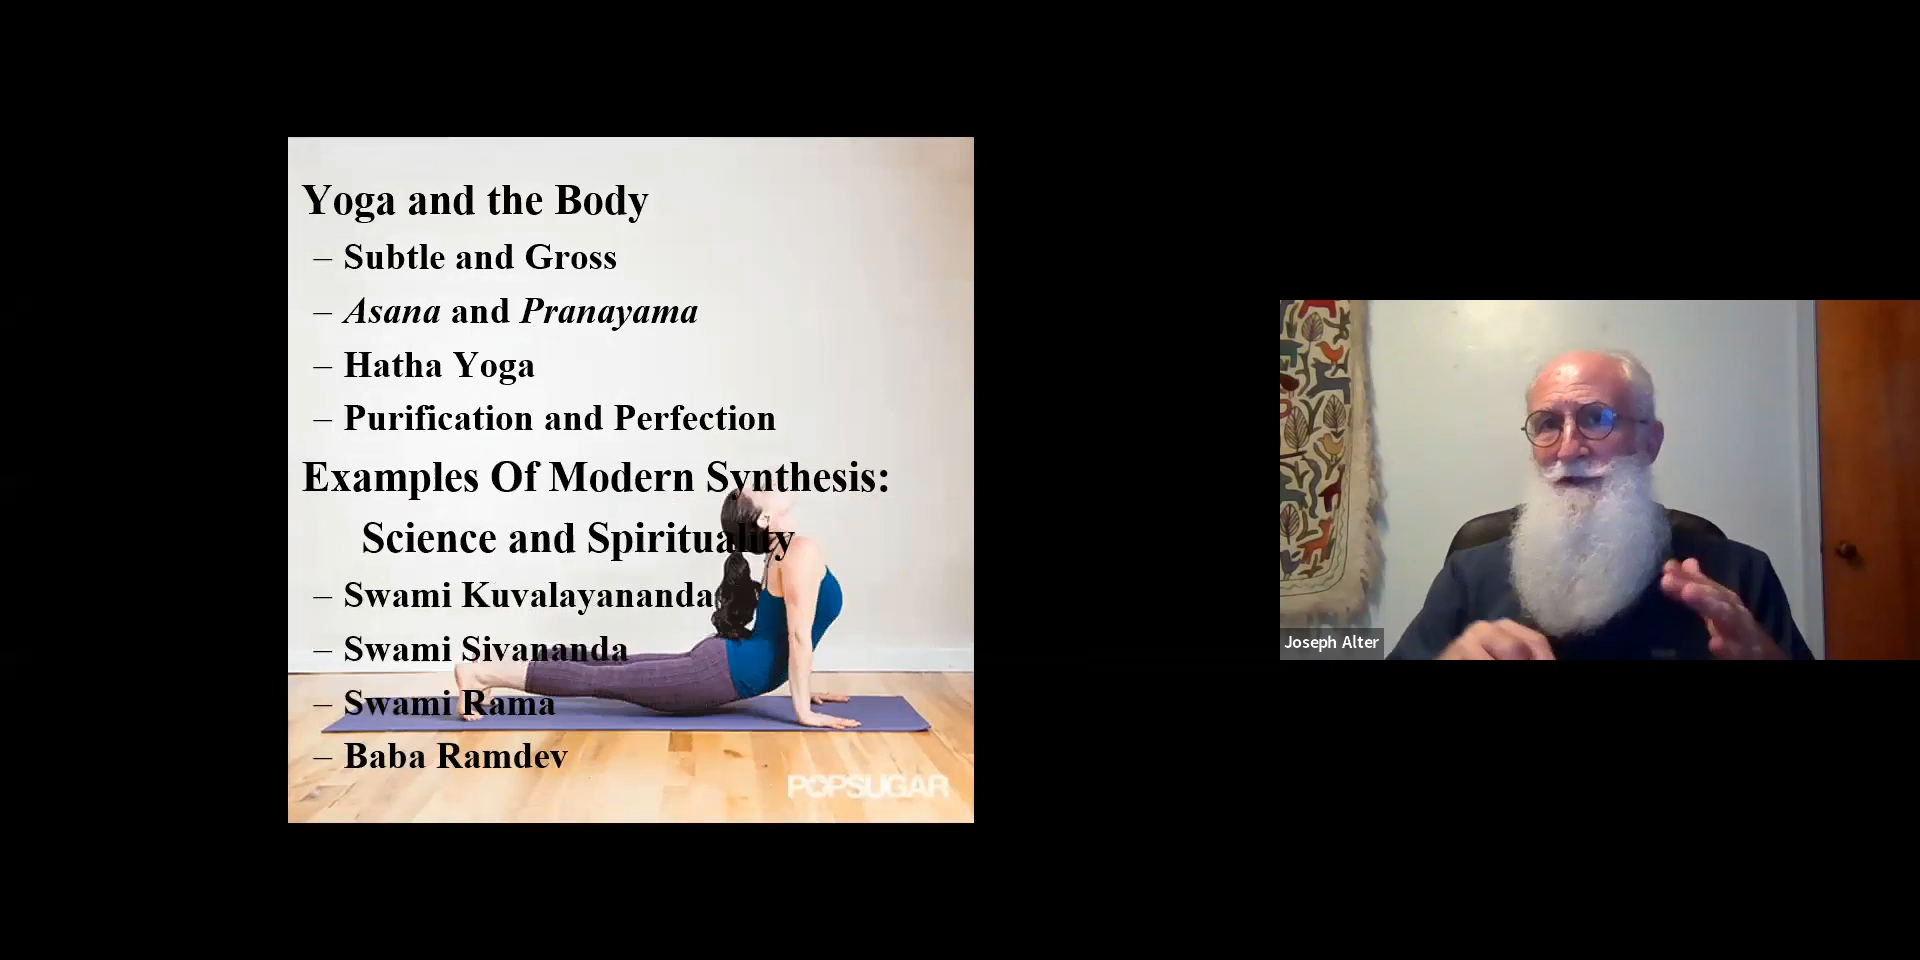 Yoga and the Body
– Subtle and Gross
– Asana and Pranayama
– Hatha Yoga
– Purification and Perfection
Examples Of Modern Synthesis:
Science and Spirituality
– Swami Kuvalayananda
– Swami Sivananda
– Swami Rama
– Baba Ramdev
POPSUGAR
Joseph Alter